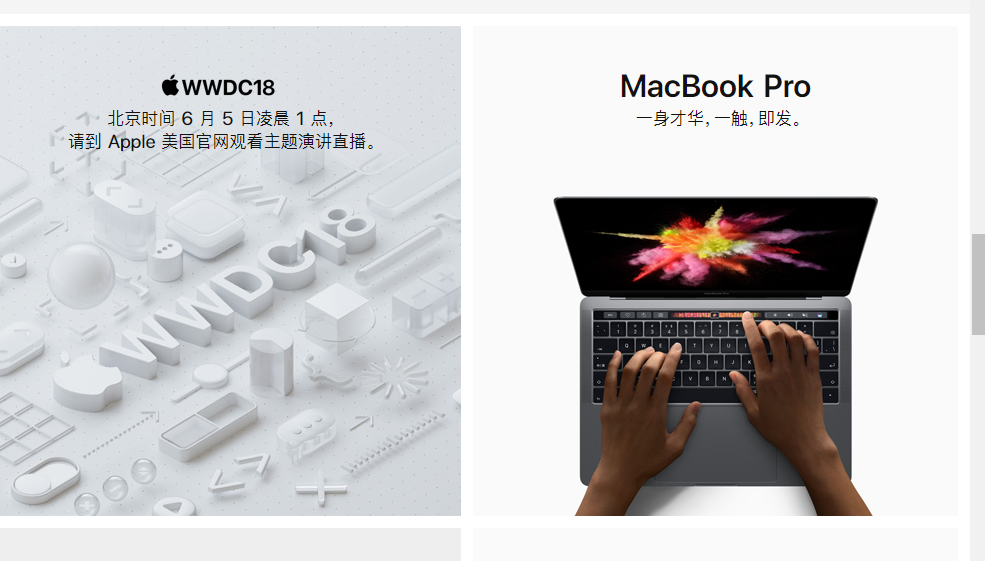 WWDC18
北京时间 6 月 5 日凌晨 1 点，
请到 Apple 美国官网观看主题演讲直播。
WWDC18
MacBook Pro
一身才华，一触，即发。